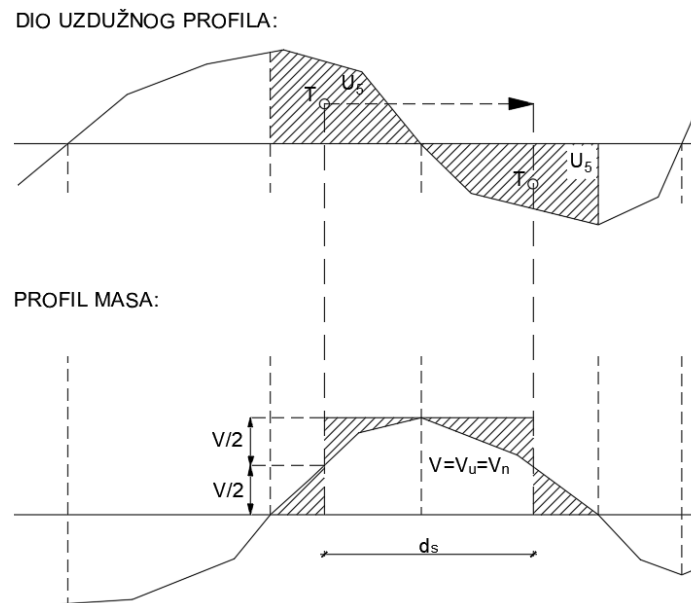 DIO UZDUŽNOG PROFILA:
U₅
T
U₅
T
PROFIL MASA:
V/2
V=Vᵤ=Vₙ
V/2
dₛ